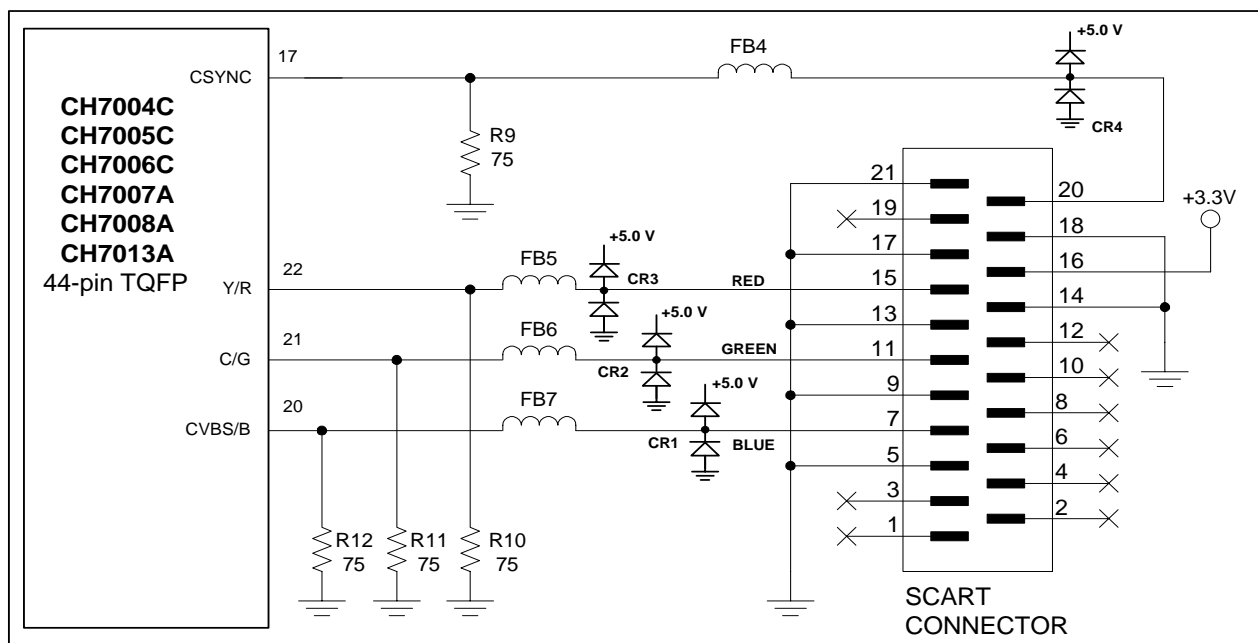 17
CSYNC
CH7004C
CH7005C
CH7006C
CH7007A
CH7008A
CH7013A
44-pin TQFP
22
Y/R
21
C/G
20
CVBS/B
R9
75
FB4
+5.0 V
CR4
FB5
+5.0 V
CR3
RED
FB6
+5.0 V
CR2
GREEN
FB7
+5.0 V
CR1
BLUE
R12
75
R11
75
R10
75
21
19
17
15
13
11
9
7
5
3
1
20
18
16
14
12
10
8
6
4
2
+3.3V
SCART
CONNECTOR